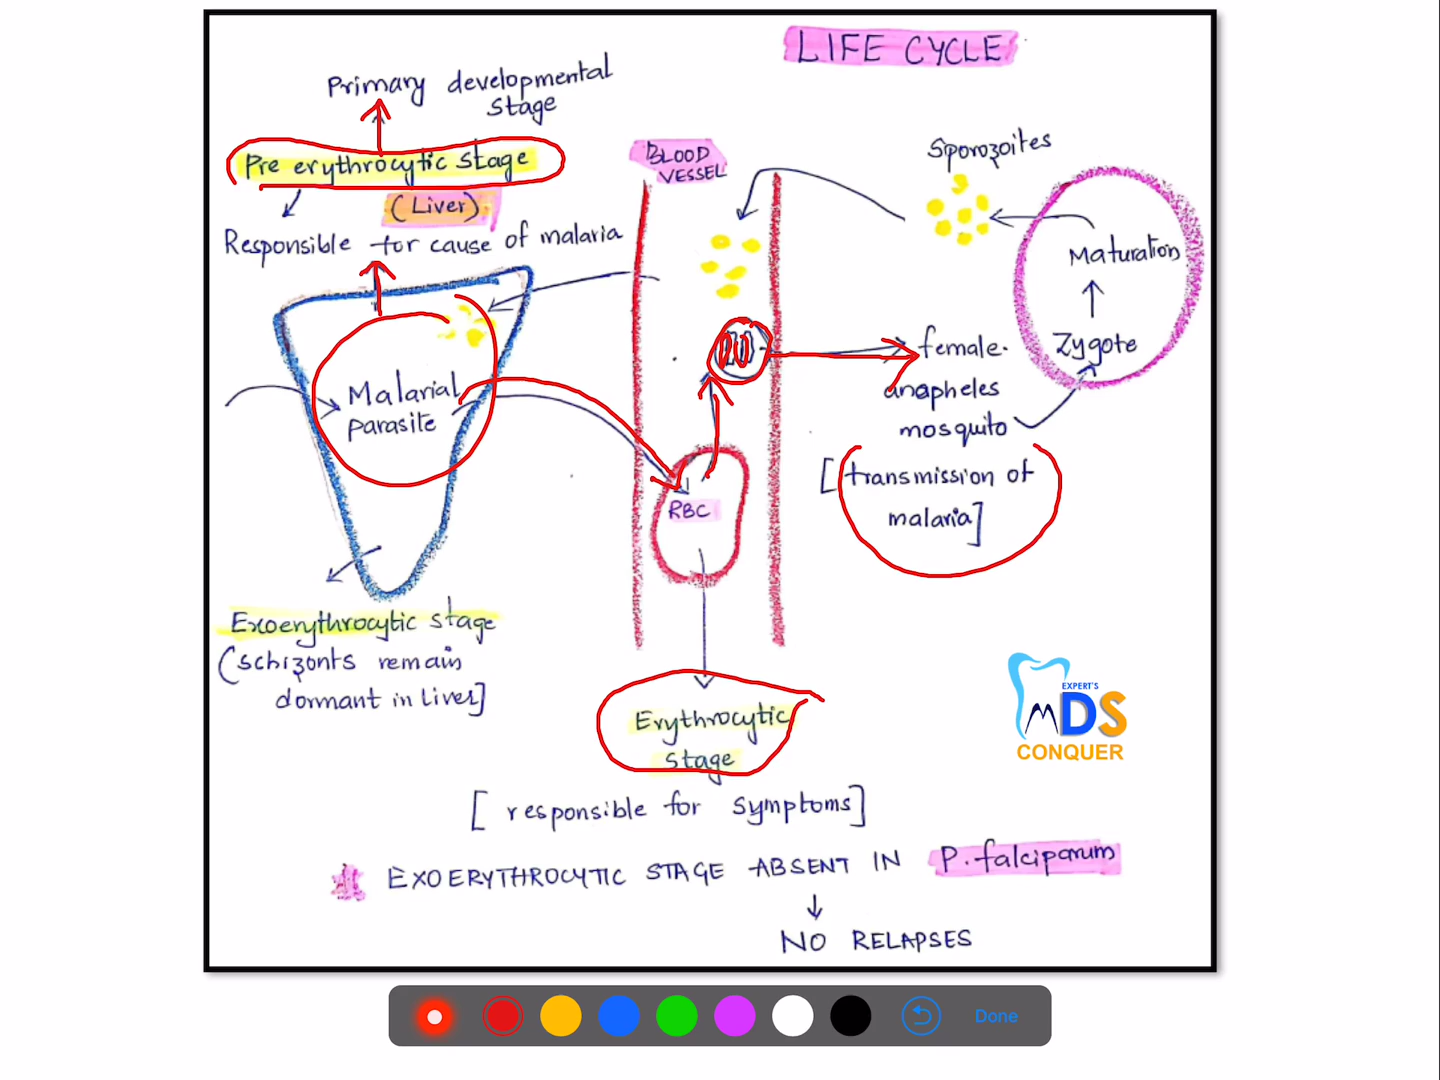 LIFE CYCLE
Primary developmental
stage
Pre erythrocytic stage
(Liver)
Responsible for cause of malaria
BLOOD
VESSEL
Sporozoites
Maturation
Zygote
female
anapheles
mosquito
[transmission of
malaria]
Malarial
parasite
RBC
Exoerythrocytic stage
(schizonts remain
dormant in liver]
Erythrocytic
stage
[responsible for symptoms]
EXOERYTHROCYTIC STAGE ABSENT IN P. falciparum
NO RELAPSES
EXPERT'S
MDS
CONQUER
Done